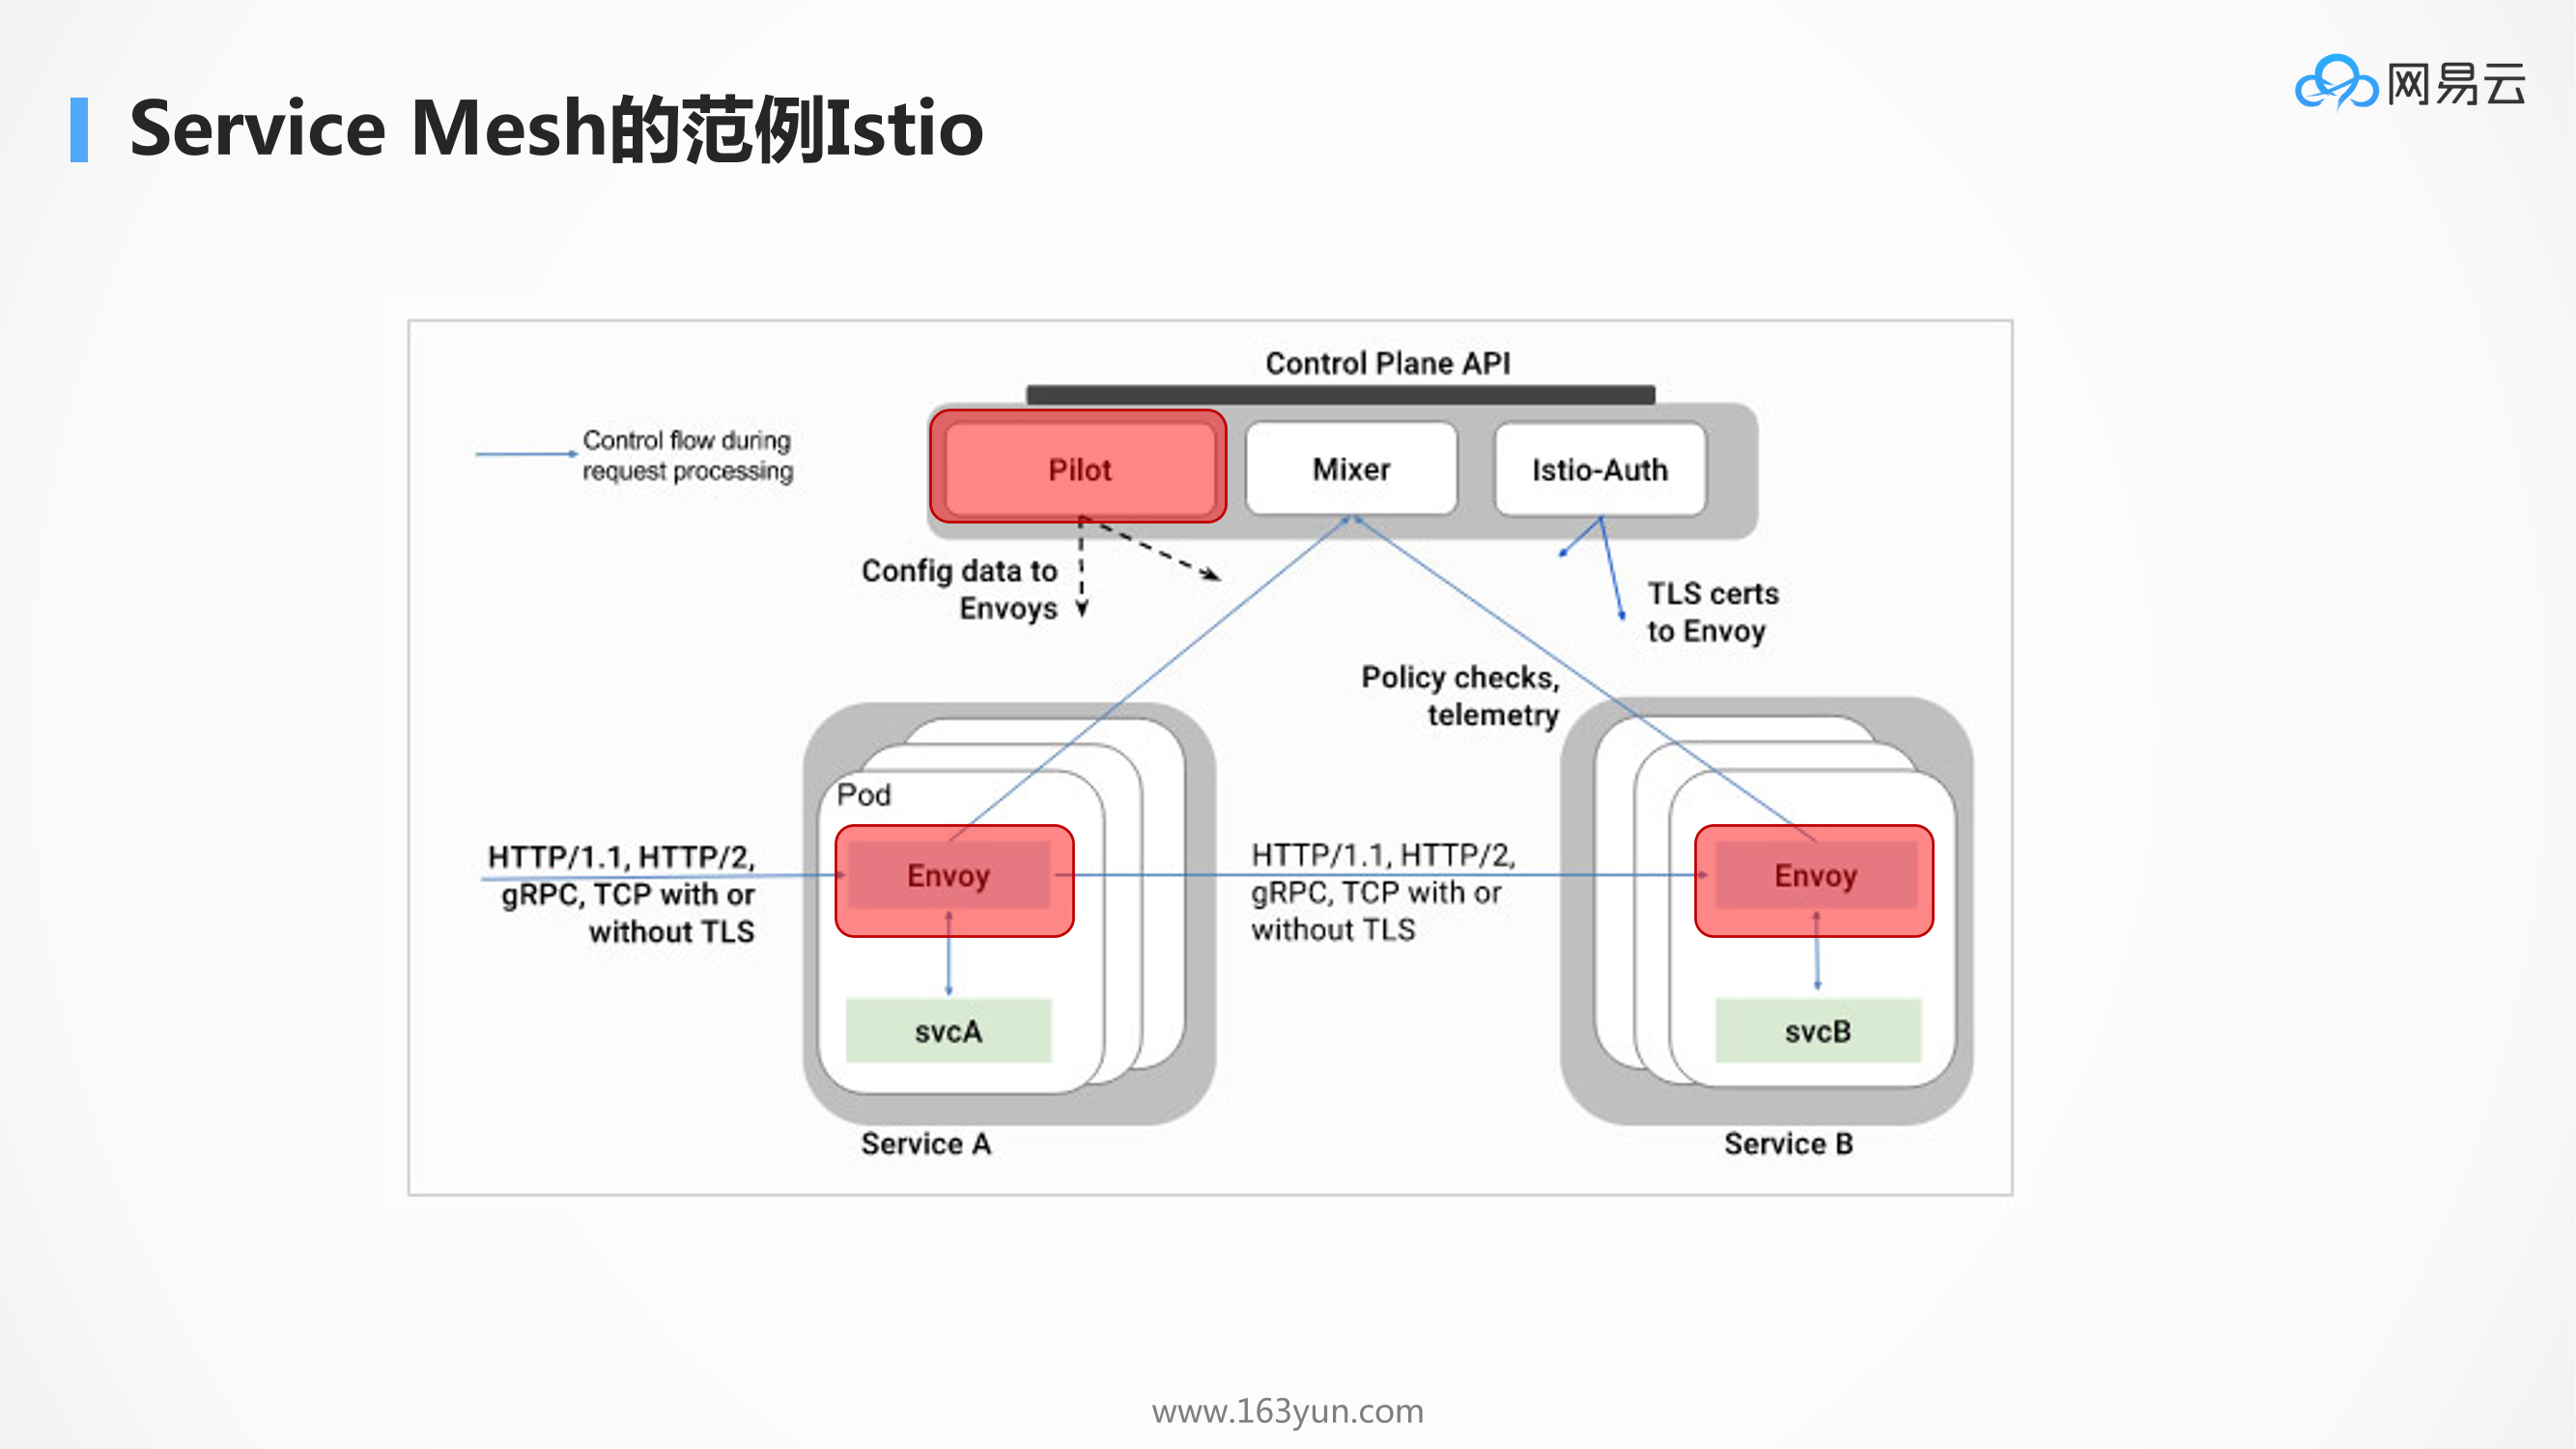 网易云
Service Mesh的范例Istio
Control Plane API
Control flow during
request processing
Pilot
Mixer
Istio-Auth
Config data to
Envoys
TLS certs
to Envoy
Policy checks,
telemetry
Pod
HTTP/1.1, HTTP/2,
gRPC, TCP with or
without TLS
Envoy
HTTP/1.1, HTTP/2,
gRPC, TCP with or
without TLS
Envoy
svcA
svcB
Service A
Service B
www.163yun.com